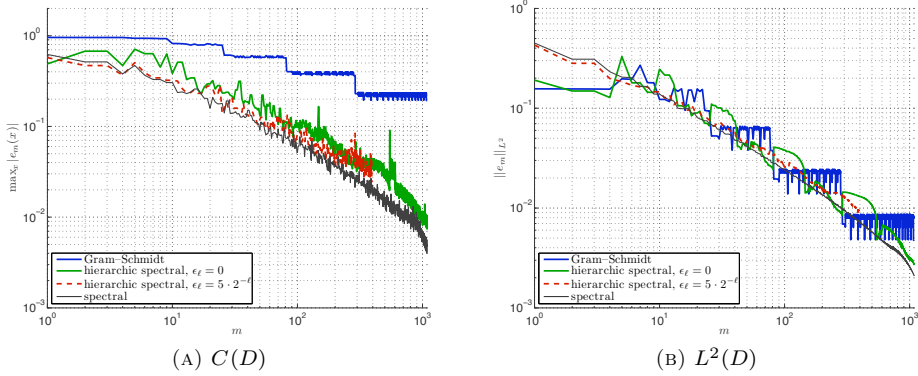 10^0
10^{-1}
10^{-2}
10^{-3}
max_x |e_m(x)|
Gram–Schmidt
hierarchic spectral, ϵ_ℓ = 0
hierarchic spectral, ϵ_ℓ = 5 · 2^{-ℓ}
spectral
10^0 10^1 10^2 10^3
m
(A) C(D)
10^0
10^{-1}
10^{-2}
10^{-3}
||e_m||_{L^2}
Gram–Schmidt
hierarchic spectral, ϵ_ℓ = 0
hierarchic spectral, ϵ_ℓ = 5 · 2^{-ℓ}
spectral
10^0 10^1 10^2 10^3
m
(B) L^2(D)